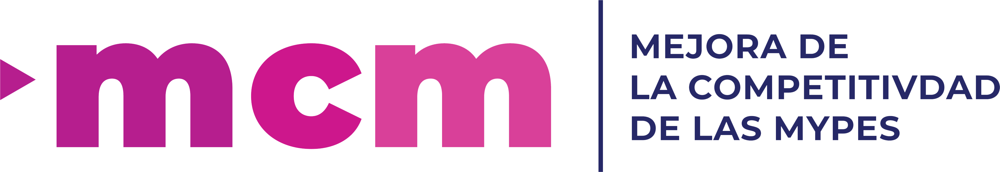 mcm
MEJORA DE
LA COMPETITIVDAD
DE LAS MYPES